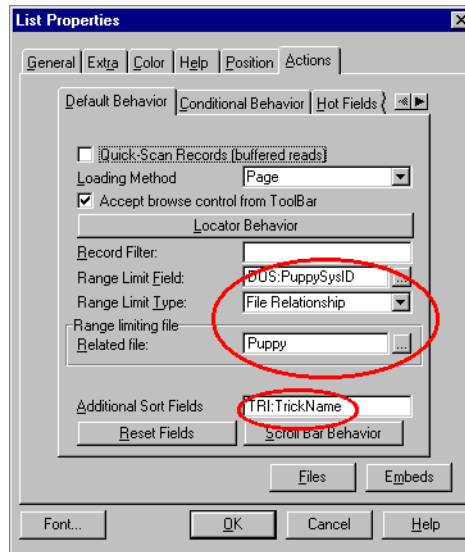 List Properties
General Extra Color Help Position Actions
Default Behavior Conditional Behavior Hot Fields
Quick-Scan Records (buffered reads)
Loading Method Page
Accept browse control from ToolBar
Locator Behavior
Record Filter:
Range Limit Field: DUS:PuppySysID ...
Range Limit Type: File Relationship
Range limiting file
Related file: Puppy ...
Additional Sort Fields TRI:TrickName
Reset Fields Scroll Bar Behavior
Files Embeds
Font... OK Cancel Help